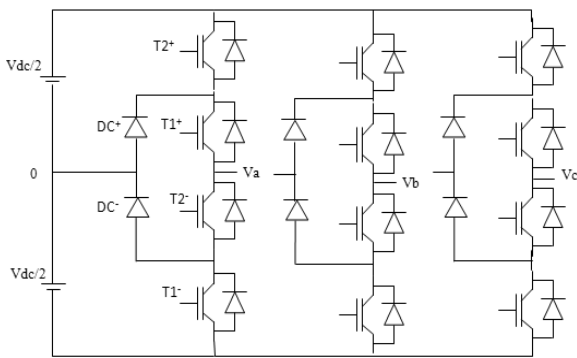 T2+
Vdc/2
DC+
T1+
0
Va
Vb
Vc
DC-
T2-
Vdc/2
T1-